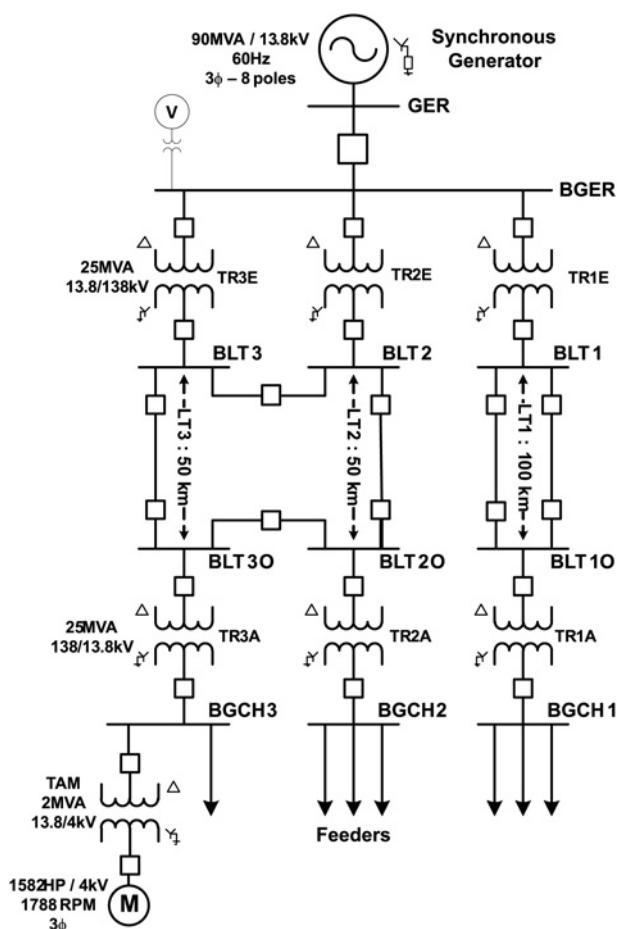 90MVA / 13.8kV
60Hz
3ϕ – 8 poles
Synchronous
Generator
GER
V
BGER
25MVA
13.8/138kV
TR3E
TR2E
TR1E
BLT3
BLT2
BLT1
LT3 : 50 km
LT2 : 50 km
LT1 : 100 km
BLT3O
BLT2O
BLT1O
25MVA
138/13.8kV
TR3A
TR2A
TR1A
BGCH3
BGCH2
BGCH1
TAM
2MVA
13.8/4kV
Feeders
1582HP / 4kV
1788 RPM
3ϕ
M